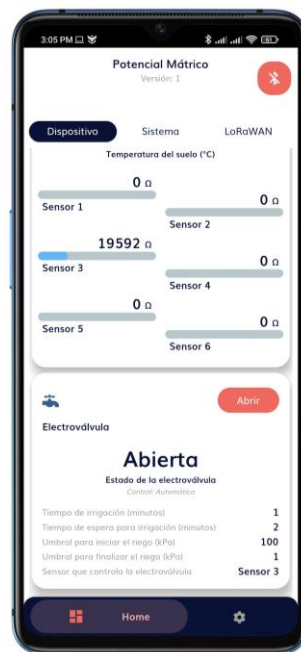 3:05 PM
Potencial Mátrico
Versión: 1
Dispositivo Sistema LoRaWAN
Temperatura del suelo (°C)
0 Ω
Sensor 1
0 Ω
Sensor 2
19592 Ω
Sensor 3
0 Ω
Sensor 4
0 Ω
Sensor 5
0 Ω
Sensor 6
Abrir
Electroválvula
Abierta
Estado de la electroválvula
Control: Automático
Tiempo de irrigación (minutos) 1
Tiempo de espera para irrigación (minutos) 2
Umbral para iniciar el riego (kPa) 100
Umbral para finalizar el riego (kPa) 1
Sensor que controla la electroválvula Sensor 3
Home